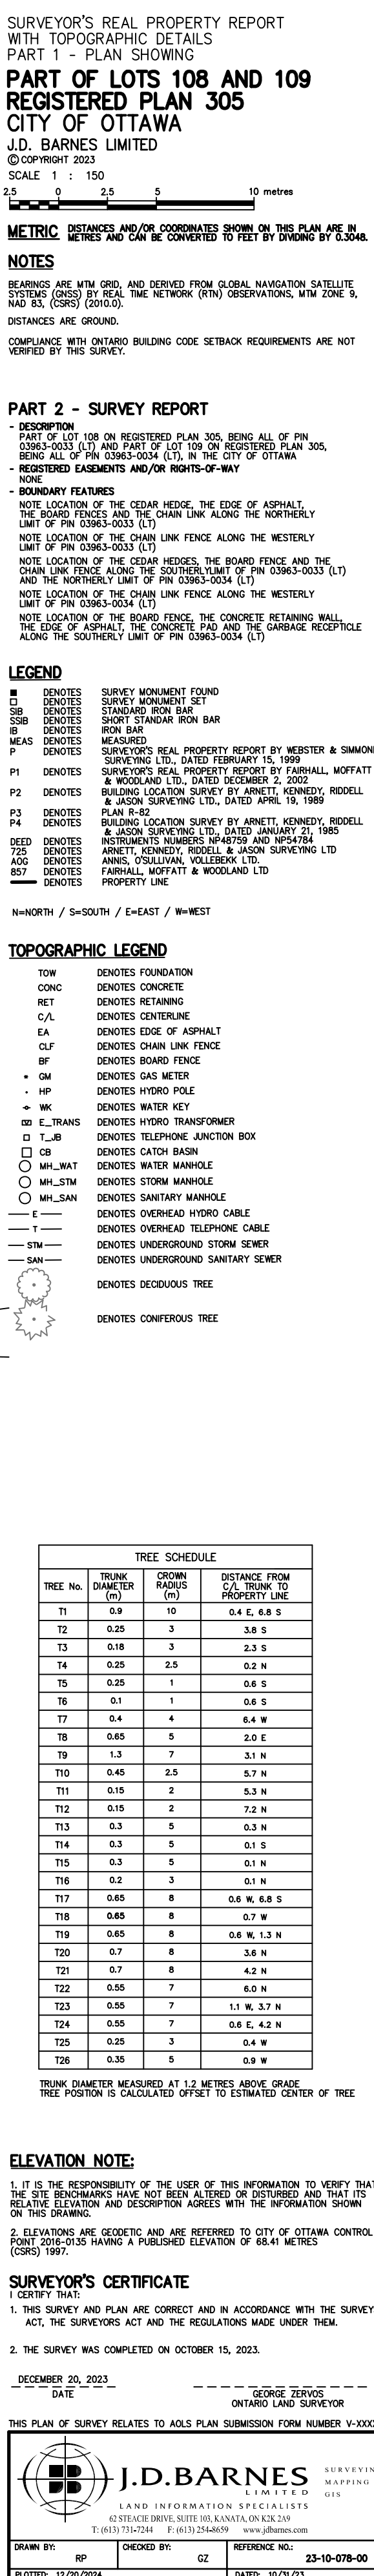 SURVEYOR'S REAL PROPERTY REPORT
WITH TOPOGRAPHIC DETAILS
PART 1 - PLAN SHOWING
PART OF LOTS 108 AND 109
REGISTERED PLAN 305
CITY OF OTTAWA
J.D. BARNES LIMITED
© COPYRIGHT 2023
SCALE 1 : 150
2.5 0 2.5 5 10 metres
METRIC DISTANCES AND/OR COORDINATES SHOWN ON THIS PLAN ARE IN
METRES AND CAN BE CONVERTED TO FEET BY DIVIDING BY 0.3048.
NOTES
BEARINGS ARE MTM GRID, AND DERIVED FROM GLOBAL NAVIGATION SATELLITE
SYSTEMS (GNSS) BY REAL TIME NETWORK (RTN) OBSERVATIONS, MTM ZONE 9,
NAD 83, (CSRS) (2010.0).
DISTANCES ARE GROUND.
COMPLIANCE WITH ONTARIO BUILDING CODE SETBACK REQUIREMENTS ARE NOT
VERIFIED BY THIS SURVEY.
PART 2 - SURVEY REPORT
- DESCRIPTION
PART OF LOT 108 ON REGISTERED PLAN 305, BEING ALL OF PIN
03963-0033 (LT) AND PART OF LOT 109 ON REGISTERED PLAN 305,
BEING ALL OF PIN 03963-0034 (LT), IN THE CITY OF OTTAWA
- REGISTERED EASEMENTS AND/OR RIGHTS-OF-WAY
NONE
- BOUNDARY FEATURES
NOTE LOCATION OF THE CEDAR HEDGE, THE EDGE OF ASPHALT,
THE BOARD FENCES AND THE CHAIN LINK ALONG THE NORTHERLY
LIMIT OF PIN 03963-0033 (LT)
NOTE LOCATION OF THE CHAIN LINK FENCE ALONG THE WESTERLY
LIMIT OF PIN 03963-0033 (LT)
NOTE LOCATION OF THE CEDAR HEDGES, THE BOARD FENCE AND THE
CHAIN LINK FENCE ALONG THE SOUTHERLYLIMIT OF PIN 03963-0033 (LT)
AND THE NORTHERLY LIMIT OF PIN 03963-0034 (LT)
NOTE LOCATION OF THE CHAIN LINK FENCE ALONG THE WESTERLY
LIMIT OF PIN 03963-0034 (LT)
NOTE LOCATION OF THE BOARD FENCE, THE CONCRETE RETAINING WALL,
THE EDGE OF ASPHALT, THE CONCRETE PAD AND THE GARBAGE RECEPTICLE
ALONG THE SOUTHERLY LIMIT OF PIN 03963-0034 (LT)
LEGEND
■ DENOTES SURVEY MONUMENT FOUND
□ DENOTES SURVEY MONUMENT SET
SIB DENOTES STANDARD IRON BAR
SSIB DENOTES SHORT STANDAR IRON BAR
IB DENOTES IRON BAR
MEAS DENOTES MEASURED
P DENOTES SURVEYOR'S REAL PROPERTY REPORT BY WEBSTER & SIMMON
SURVEYING LTD., DATED FEBRUARY 15, 1999
P1 DENOTES SURVEYOR'S REAL PROPERTY REPORT BY FAIRHALL, MOFFATT
& WOODLAND LTD., DATED DECEMBER 2, 2002
P2 DENOTES BUILDING LOCATION SURVEY BY ARNETT, KENNEDY, RIDDELL
& JASON SURVEYING LTD., DATED APRIL 19, 1989
P3 DENOTES PLAN R-82
P4 DENOTES BUILDING LOCATION SURVEY BY ARNETT, KENNEDY, RIDDELL
& JASON SURVEYING LTD., DATED JANUARY 21, 1985
DEED DENOTES INSTRUMENTS NUMBERS NP48759 AND NP54784
725 DENOTES ARNETT, KENNEDY, RIDDELL & JASON SURVEYING LTD
AOG DENOTES ANNIS, O'SULLIVAN, VOLLEBEKK LTD.
857 DENOTES FAIRHALL, MOFFATT & WOODLAND LTD
DENOTES PROPERTY LINE
N=NORTH / S=SOUTH / E=EAST / W=WEST
TOPOGRAPHIC LEGEND
TOW DENOTES FOUNDATION
CONC DENOTES CONCRETE
RET DENOTES RETAINING
C/L DENOTES CENTERLINE
EA DENOTES EDGE OF ASPHALT
CLF DENOTES CHAIN LINK FENCE
BF DENOTES BOARD FENCE
GM DENOTES GAS METER
HP DENOTES HYDRO POLE
WK DENOTES WATER KEY
E_TRANS DENOTES HYDRO TRANSFORMER
T_JB DENOTES TELEPHONE JUNCTION BOX
CB DENOTES CATCH BASIN
MH_WAT DENOTES WATER MANHOLE
MH_STM DENOTES STORM MANHOLE
MH_SAN DENOTES SANITARY MANHOLE
E DENOTES OVERHEAD HYDRO CABLE
T DENOTES OVERHEAD TELEPHONE CABLE
STM DENOTES UNDERGROUND STORM SEWER
SAN DENOTES UNDERGROUND SANITARY SEWER
DENOTES DECIDUOUS TREE
DENOTES CONIFEROUS TREE
TREE SCHEDULE
TREE No. TRUNK DIAMETER (m) CROWN RADIUS (m) DISTANCE FROM C/L TRUNK TO PROPERTY LINE
T1 0.9 10 0.4 E, 6.8 S
T2 0.25 3 3.8 S
T3 0.18 3 2.3 S
T4 0.25 2.5 0.2 N
T5 0.25 1 0.6 S
T6 0.1 1 0.6 S
T7 0.4 4 6.4 W
T8 0.65 5 2.0 E
T9 1.3 7 3.1 N
T10 0.45 2.5 5.7 N
T11 0.15 2 5.3 N
T12 0.15 2 7.2 N
T13 0.3 5 0.3 N
T14 0.3 5 0.1 S
T15 0.3 5 0.1 N
T16 0.2 3 0.1 N
T17 0.65 8 0.6 W, 6.8 S
T18 0.65 8 0.7 W
T19 0.65 8 0.6 W, 1.3 N
T20 0.7 8 3.6 N
T21 0.7 8 4.2 N
T22 0.55 7 6.0 N
T23 0.55 7 1.1 W, 3.7 N
T24 0.55 7 0.6 E, 4.2 N
T25 0.25 3 0.4 W
T26 0.35 5 0.9 W
TRUNK DIAMETER MEASURED AT 1.2 METRES ABOVE GRADE
TREE POSITION IS CALCULATED OFFSET TO ESTIMATED CENTER OF TREE
ELEVATION NOTE:
1. IT IS THE RESPONSIBILITY OF THE USER OF THIS INFORMATION TO VERIFY THAT
THE SITE BENCHMARKS HAVE NOT BEEN ALTERED OR DISTURBED AND THAT ITS
RELATIVE ELEVATION AND DESCRIPTION AGREES WITH THE INFORMATION SHOWN
ON THIS DRAWING.
2. ELEVATIONS ARE GEODETIC AND ARE REFERRED TO CITY OF OTTAWA CONTROL
POINT 2016-0135 HAVING A PUBLISHED ELEVATION OF 68.41 METRES
(CSRS) 1997.
SURVEYOR'S CERTIFICATE
I CERTIFY THAT:
1. THIS SURVEY AND PLAN ARE CORRECT AND IN ACCORDANCE WITH THE SURVEY
ACT, THE SURVEYORS ACT AND THE REGULATIONS MADE UNDER THEM.
2. THE SURVEY WAS COMPLETED ON OCTOBER 15, 2023.
DECEMBER 20, 2023
DATE GEORGE ZERVOS
ONTARIO LAND SURVEYOR
THIS PLAN OF SURVEY RELATES TO AOLS PLAN SUBMISSION FORM NUMBER V-XXX
J.D.BARNES
LIMITED
LAND INFORMATION SPECIALISTS
SURVEYIN
MAPPING
GIS
62 STEACIE DRIVE, SUITE 103, KANATA, ON K2K 2A9
T: (613) 731-7244 F: (613) 254-8659 www.jdbarnes.com
DRAWN BY: RP CHECKED BY: GZ REFERENCE NO.: 23-10-078-00
PLOTTED: 12/20/2024 DATED: 10/31/23